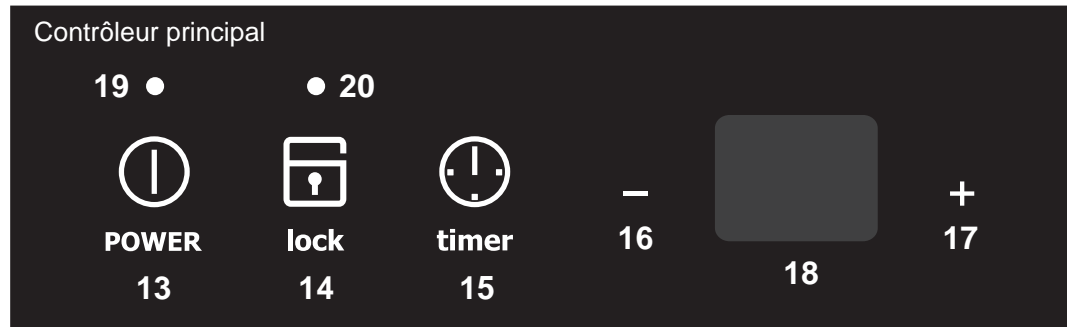 Contrôleur principal
19 20
POWER lock timer
13 14 15 16 18 17
− +